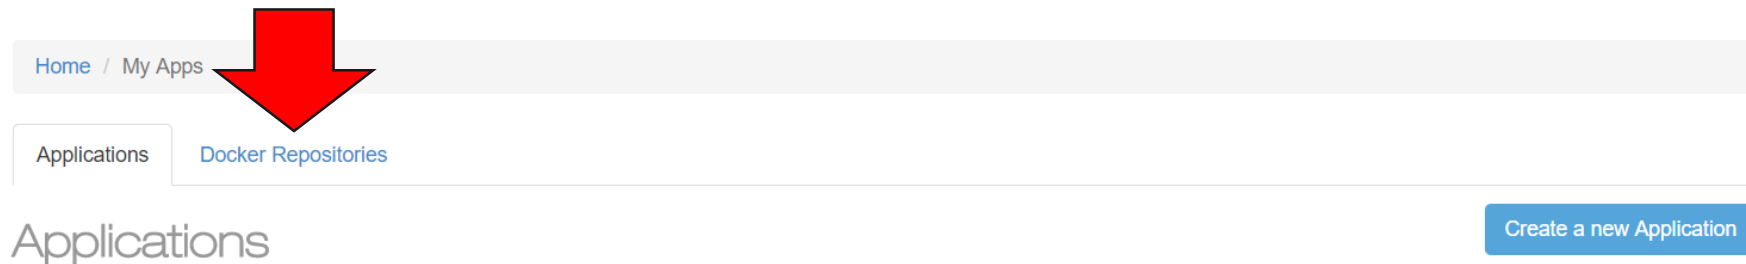 Home / My Apps
Applications Docker Repositories
Applications
Create a new Application